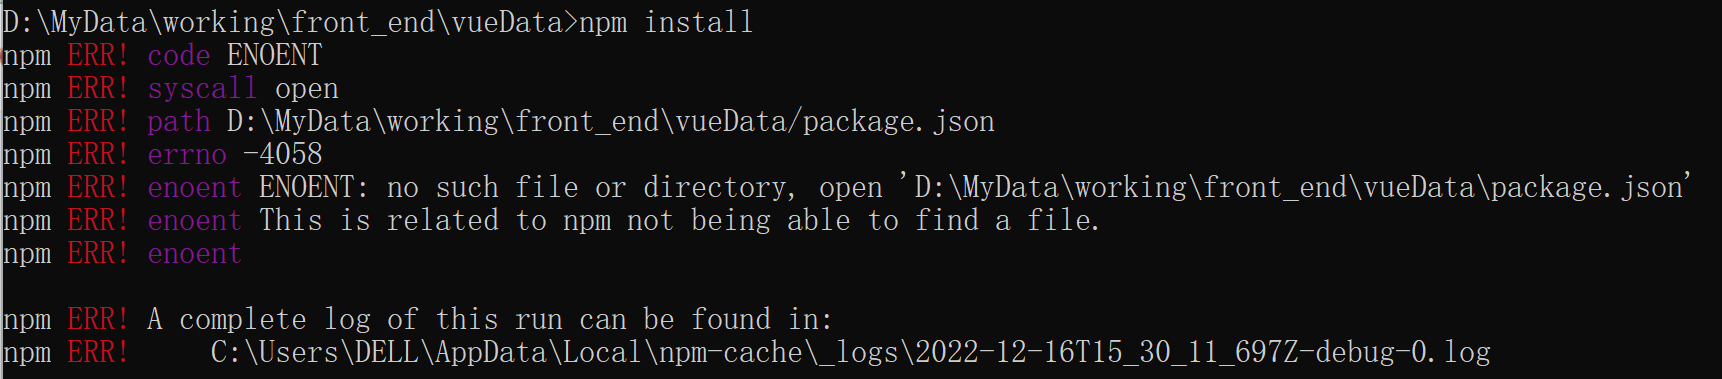 D:\MyData\working\front_end\vueData>npm install
npm ERR! code ENOENT
npm ERR! syscall open
npm ERR! path D:\MyData\working\front_end\vueData/package.json
npm ERR! errno -4058
npm ERR! enoent ENOENT: no such file or directory, open 'D:\MyData\working\front_end\vueData\package.json'
npm ERR! enoent This is related to npm not being able to find a file.
npm ERR! enoent
npm ERR! A complete log of this run can be found in:
npm ERR!     C:\Users\DELL\AppData\Local\npm-cache\_logs\2022-12-16T15_30_11_697Z-debug-0.log